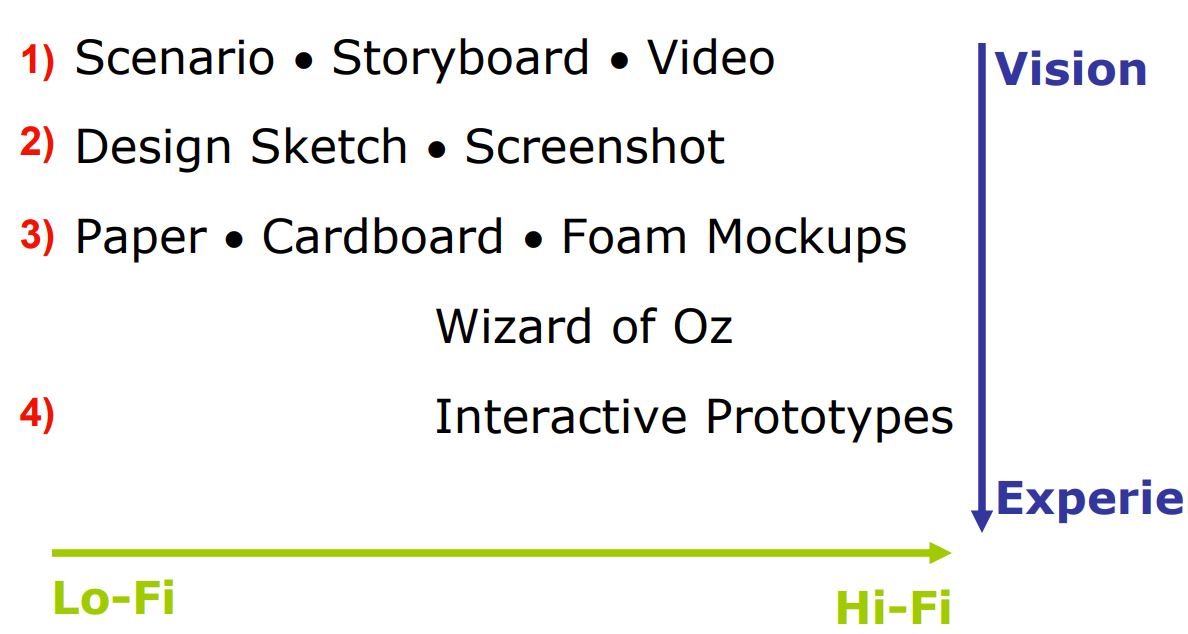 1) Scenario • Storyboard • Video
Vision
2) Design Sketch • Screenshot
3) Paper • Cardboard • Foam Mockups
Wizard of Oz
4) Interactive Prototypes
Experie
Lo-Fi
Hi-Fi